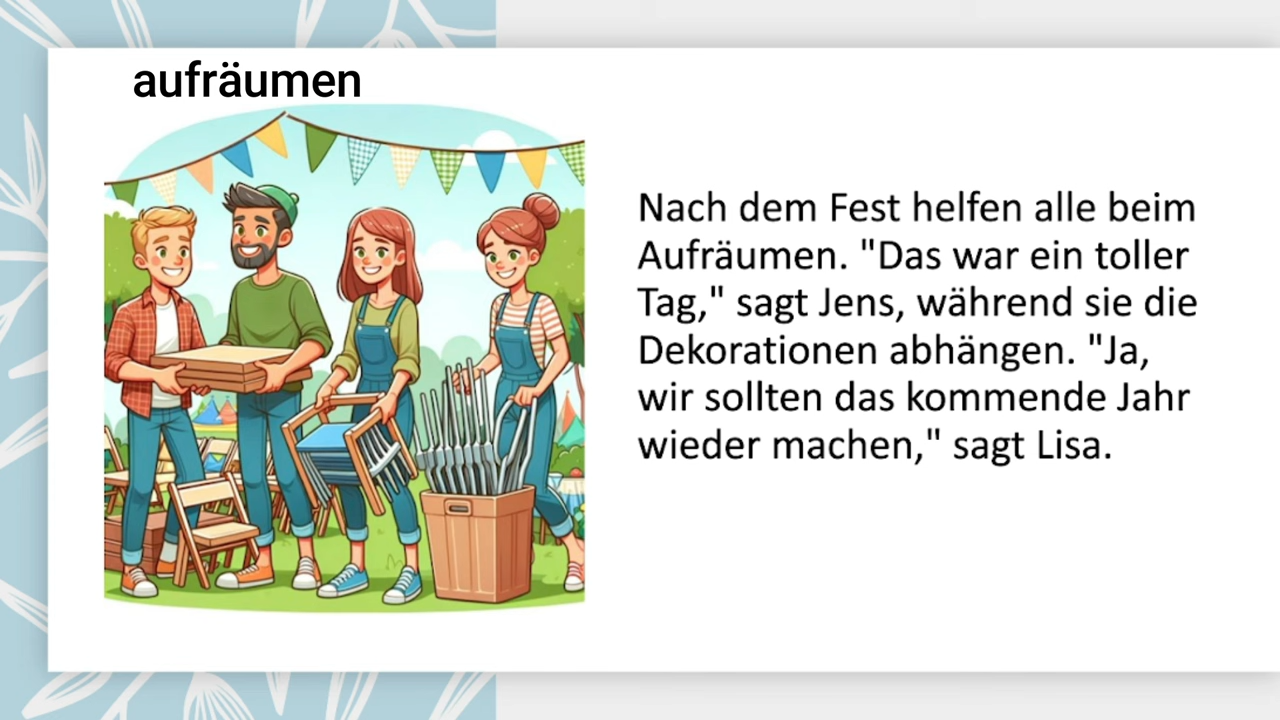 aufräumen
Nach dem Fest helfen alle beim
Aufräumen. "Das war ein toller
Tag," sagt Jens, während sie die
Dekorationen abhängen. "Ja,
wir sollten das kommende Jahr
wieder machen," sagt Lisa.